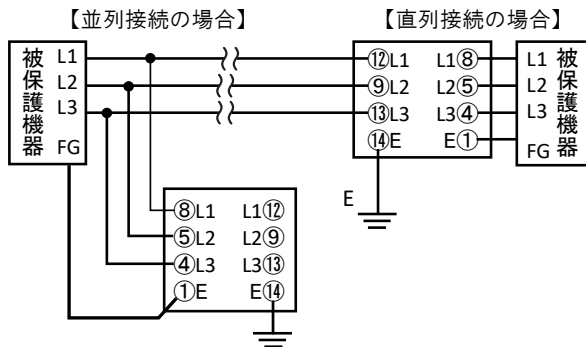 【並列接続の場合】
【直列接続の場合】
被保護機器
L1
L2
L3
FG
⑫L1 L1⑧
⑨L2 L2⑤
⑬L3 L3④
⑭E E①
L1
L2
L3
FG
被保護機器
E
⑧L1 L1⑫
⑤L2 L2⑨
④L3 L3⑬
①E E⑭